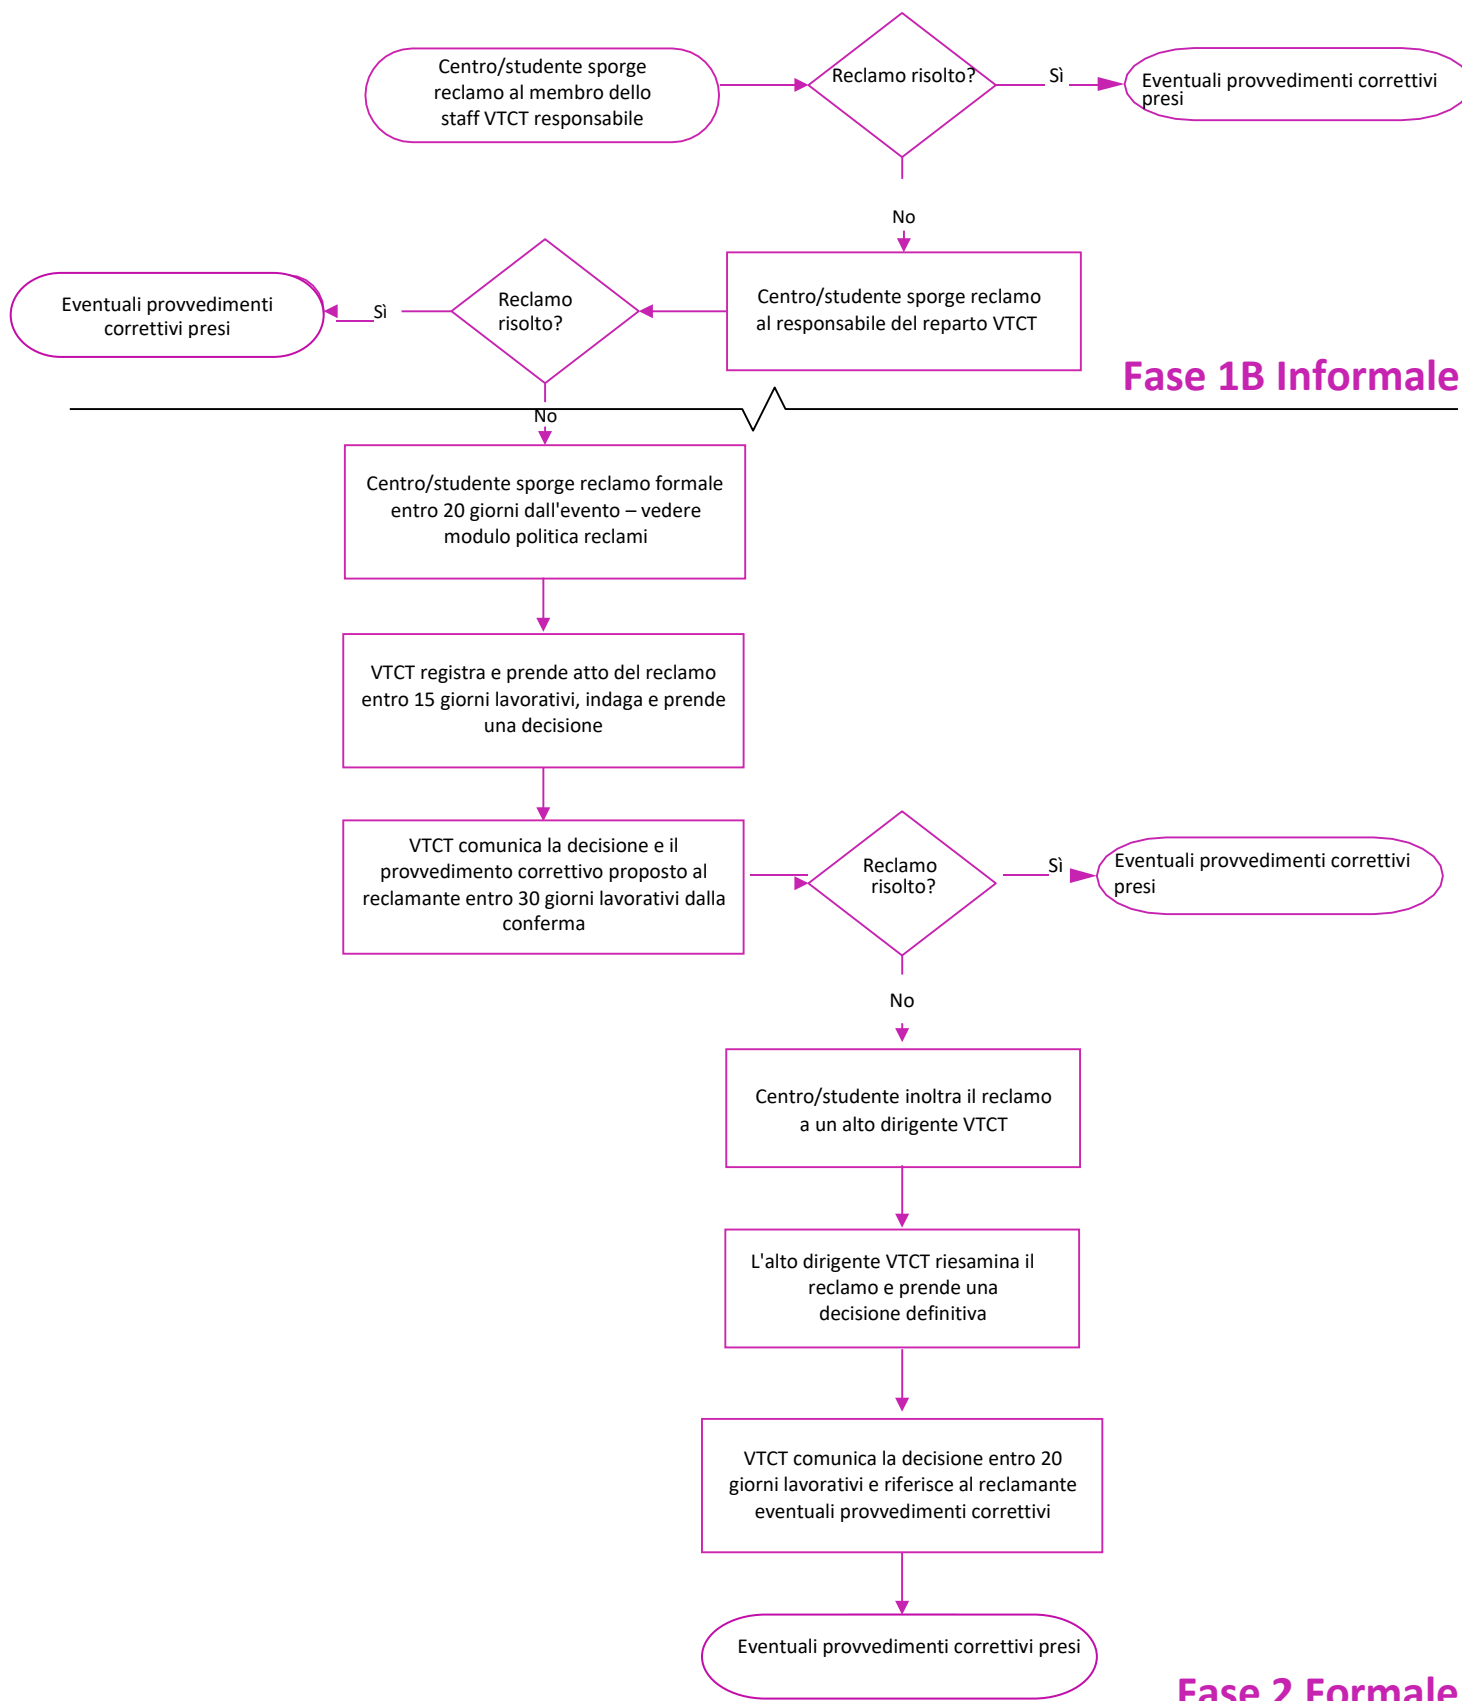 Centro/studente sporge
reclamo al membro dello
staff VTCT responsabile
Reclamo risolto?
Sì
Eventuali provvedimenti correttivi
presi
No
Centro/studente sporge reclamo
al responsabile del reparto VTCT
Reclamo
risolto?
Sì
Eventuali provvedimenti
correttivi presi
Fase 1B Informale
No
Centro/studente sporge reclamo formale
entro 20 giorni dall'evento – vedere
modulo politica reclami
VTCT registra e prende atto del reclamo
entro 15 giorni lavorativi, indaga e prende
una decisione
VTCT comunica la decisione e il
provvedimento correttivo proposto al
reclamante entro 30 giorni lavorativi dalla
conferma
Reclamo
risolto?
Sì
Eventuali provvedimenti correttivi
presi
No
Centro/studente inoltra il reclamo
a un alto dirigente VTCT
L'alto dirigente VTCT riesamina il
reclamo e prende una
decisione definitiva
VTCT comunica la decisione entro 20
giorni lavorativi e riferisce al reclamante
eventuali provvedimenti correttivi
Eventuali provvedimenti correttivi presi
Fase 2 Formale